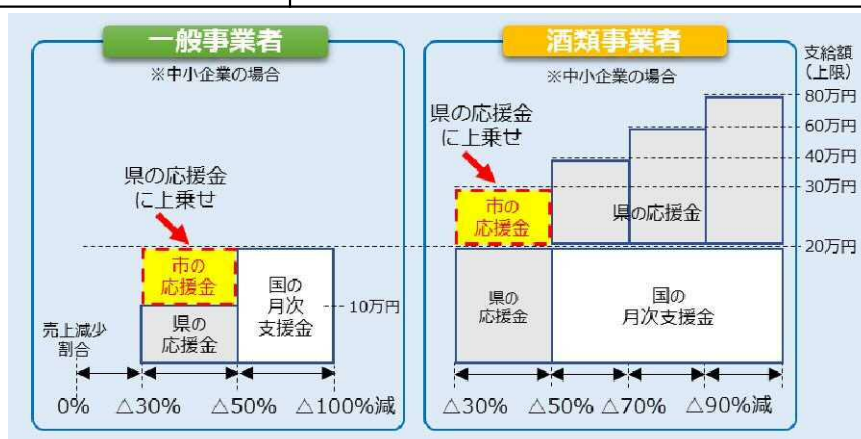 一般事業者
※中小企業の場合
県の応援金
に上乗せ
市の
応援金
県の
応援金
国の
月次
支援金
10万円
売上減少
割合
0%
△30%
△50%
△100%減
酒類事業者
※中小企業の場合
県の応援金
に上乗せ
市の
応援金
県の応援金
県の
応援金
国の
月次支援金
△30%
△50%
△70%
△90%減
支給額
(上限)
80万円
60万円
40万円
30万円
20万円